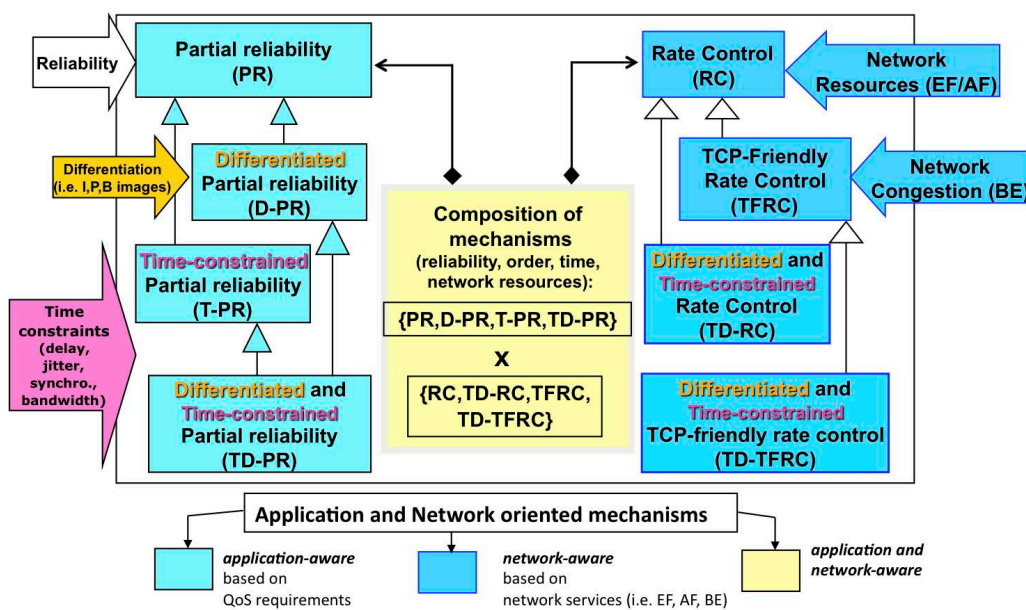 Reliability
Partial reliability
(PR)
Rate Control
(RC)
Network
Resources (EF/AF)
Differentiation
(i.e. I,P,B images)
Differentiated
Partial reliability
(D-PR)
TCP-Friendly
Rate Control
(TFRC)
Network
Congestion (BE)
Time-constrained
Partial reliability
(T-PR)
Composition of
mechanisms
(reliability, order, time,
network resources):
{PR,D-PR,T-PR,TD-PR}
X
{RC,TD-RC,TFRC,
TD-TFRC}
Differentiated and
Time-constrained
Rate Control
(TD-RC)
Time
constraints
(delay,
jitter,
synchro.,
bandwidth)
Differentiated and
Time-constrained
Partial reliability
(TD-PR)
Differentiated and
Time-constrained
TCP-friendly rate control
(TD-TFRC)
Application and Network oriented mechanisms
application-aware
based on
QoS requirements
network-aware
based on
network services (i.e. EF, AF, BE)
application and
network-aware